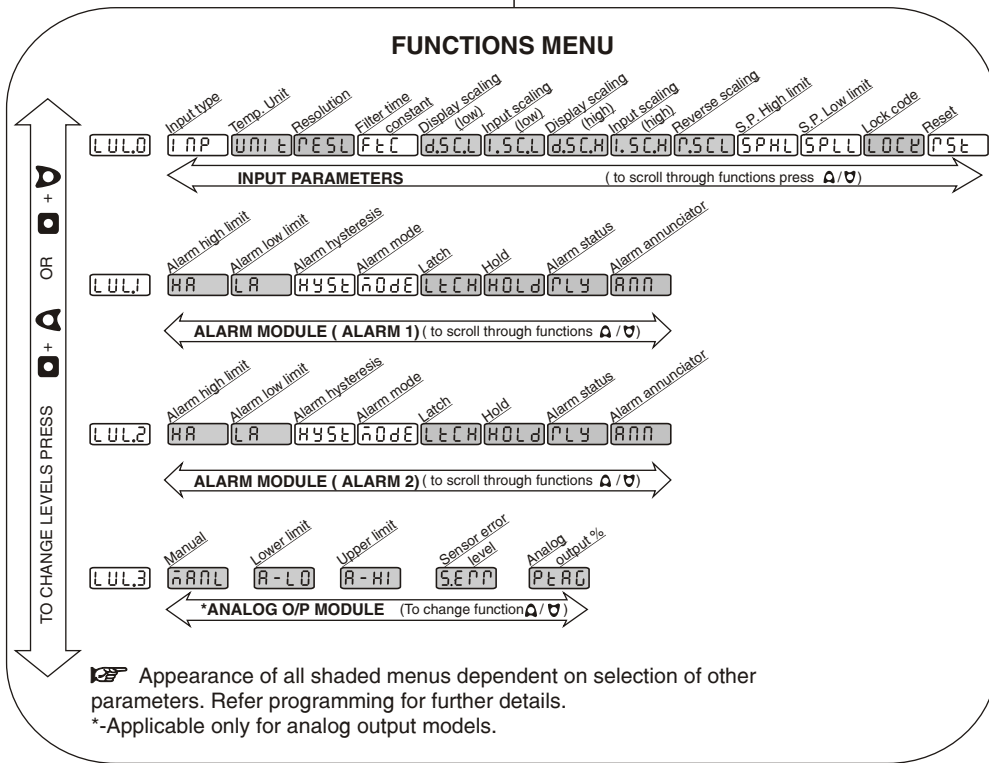 FUNCTIONS MENU
Input type
Temp. Unit
Resolution
Filter time
constant
Display scaling
(low)
Input scaling
(low)
Display scaling
(high)
Input scaling
(high)
Reverse scaling
S.P. High limit
S.P. Low limit
Lock code
Reset
LUL.0 INP UNIt rESL FtC d.SC.L I.SC.L d.SC.H I.SC.H r.SCL SPHL SPLL LOCK rSt
INPUT PARAMETERS ( to scroll through functions press / )
Alarm high limit
Alarm low limit
Alarm hysteresis
Alarm mode
Latch
Hold
Alarm status
Alarm annunciator
LUL.1 HA LA HYSt modE LtCH HOLd rLY ANN
ALARM MODULE ( ALARM 1) ( to scroll through functions / )
Alarm high limit
Alarm low limit
Alarm hysteresis
Alarm mode
Latch
Hold
Alarm status
Alarm annunciator
LUL.2 HA LA HYSt modE LtCH HOLd rLY ANN
ALARM MODULE ( ALARM 2) ( to scroll through functions / )
Manual
Lower limit
Upper limit
Sensor error
level
Analog
output %
LUL.3 mANL A-LO A-HI S.Err PtAG
*ANALOG O/P MODULE (To change function / )
TO CHANGE LEVELS PRESS + OR +
Appearance of all shaded menus dependent on selection of other
parameters. Refer programming for further details.
*-Applicable only for analog output models.